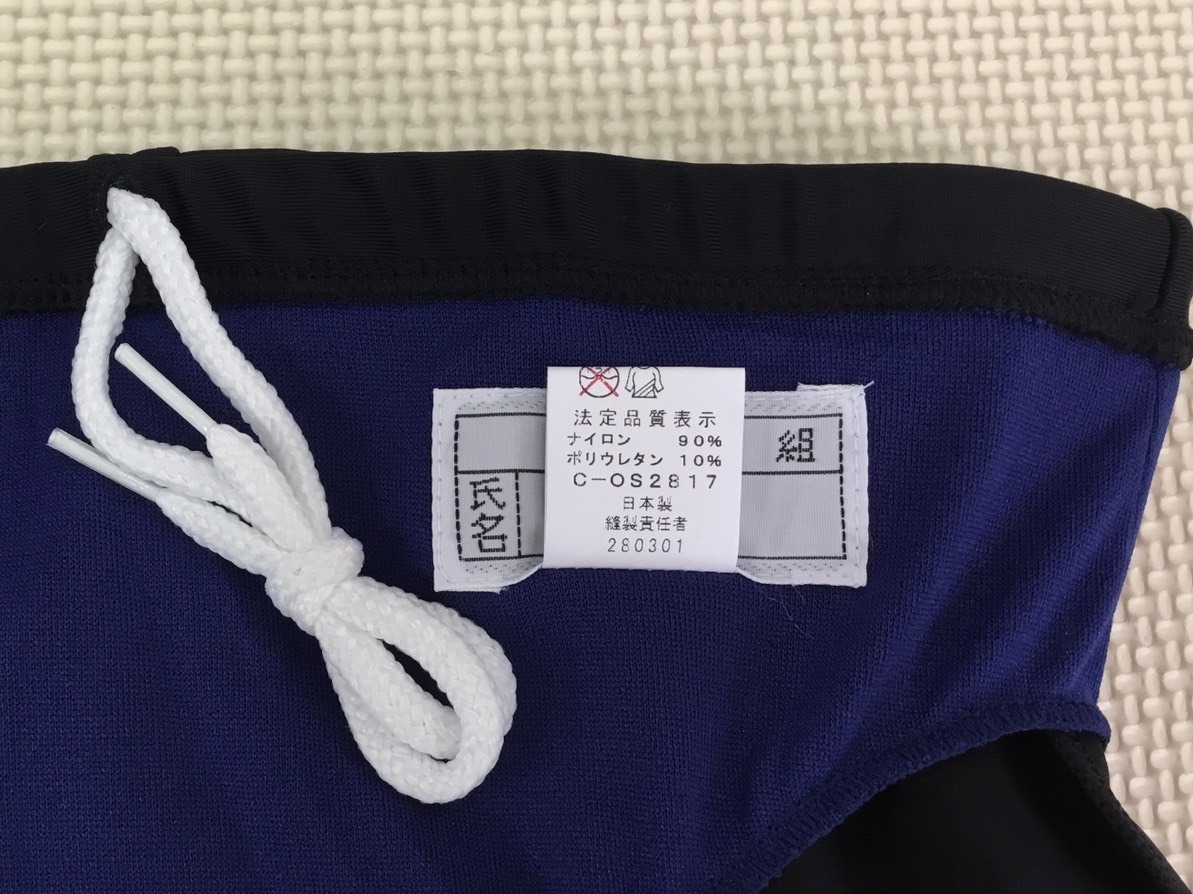 組
氏名
法定品質表示
ナイロン 90%
ポリウレタン 10%
C-OS2817
日本製
縫製責任者
280301